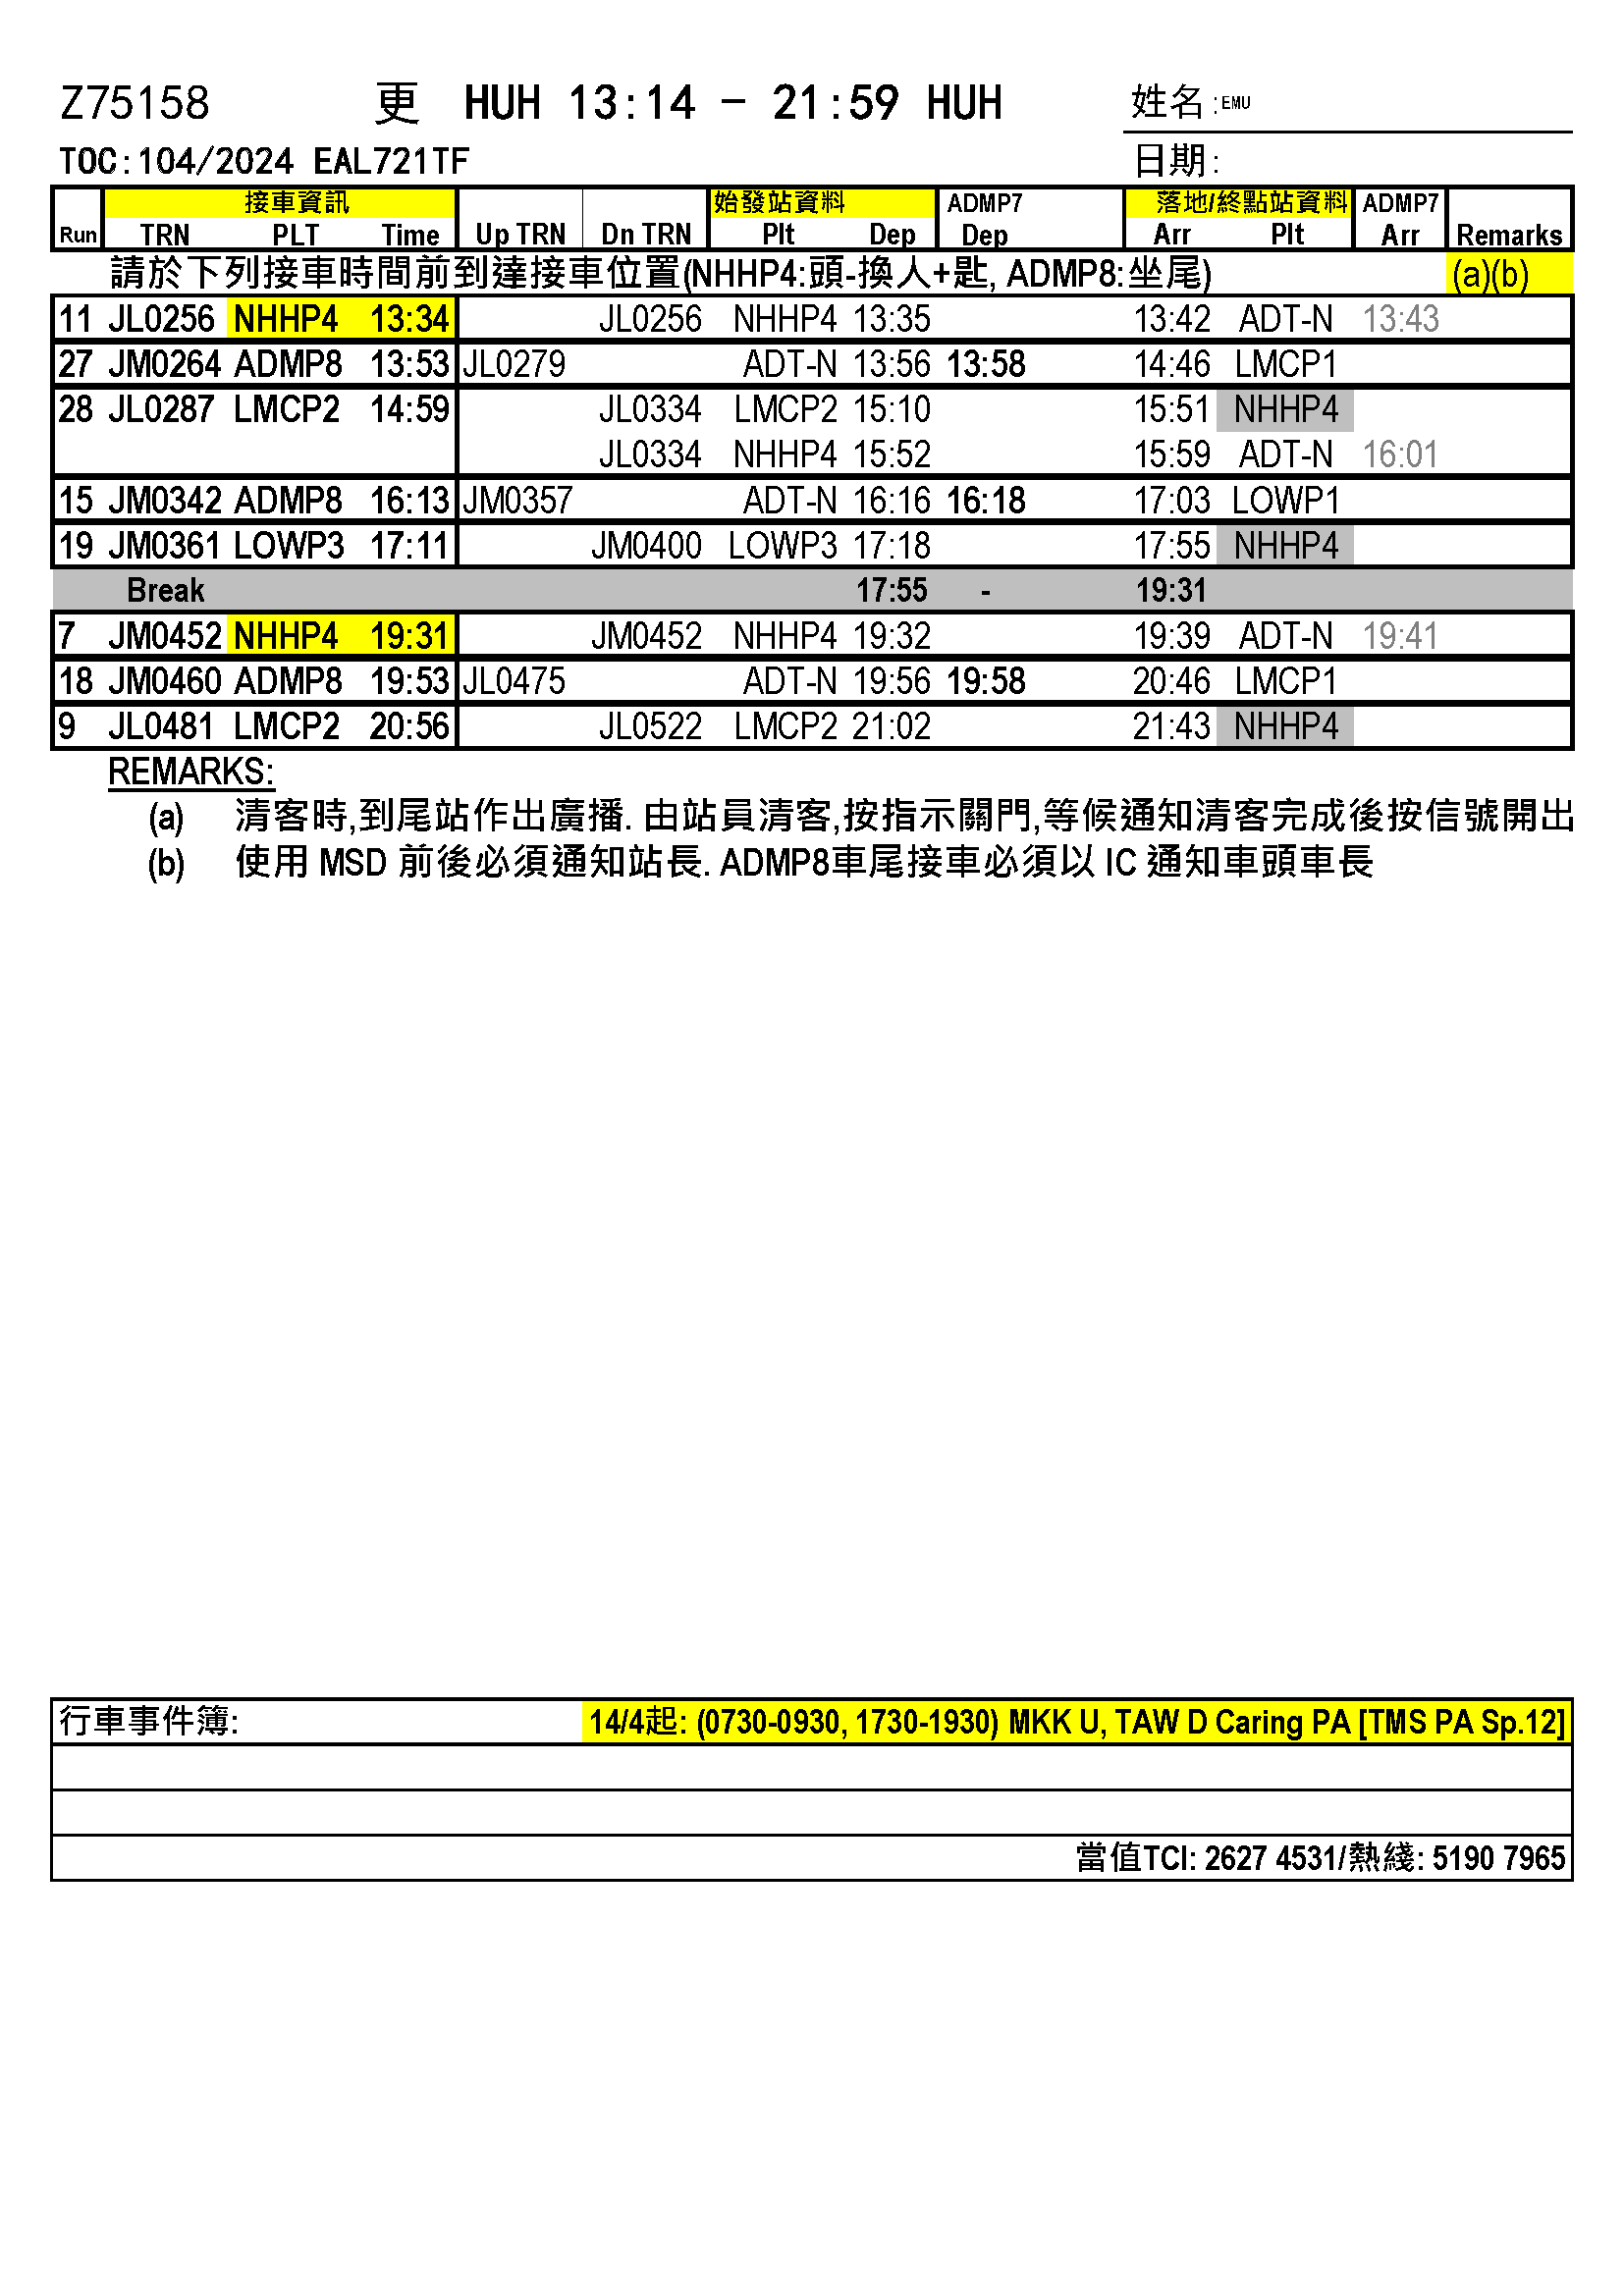 Z75158 更 HUH 13:14 - 21:59 HUH 姓名:EMU
TOC:104/2024 EAL721TF 日期:
接車資訊 始發站資料 ADMP7 落地/終點站資料 ADMP7
Run TRN PLT Time Up TRN Dn TRN Plt Dep Dep Arr Plt Arr Remarks
請於下列接車時間前到達接車位置(NHHP4:頭-換人+匙, ADMP8:坐尾) (a)(b)
11 JL0256 NHHP4 13:34 JL0256 NHHP4 13:35 13:42 ADT-N 13:43
27 JM0264 ADMP8 13:53 JL0279 ADT-N 13:56 13:58 14:46 LMCP1
28 JL0287 LMCP2 14:59 JL0334 LMCP2 15:10 15:51 NHHP4
JL0334 NHHP4 15:52 15:59 ADT-N 16:01
15 JM0342 ADMP8 16:13 JM0357 ADT-N 16:16 16:18 17:03 LOWP1
19 JM0361 LOWP3 17:11 JM0400 LOWP3 17:18 17:55 NHHP4
Break 17:55 - 19:31
7 JM0452 NHHP4 19:31 JM0452 NHHP4 19:32 19:39 ADT-N 19:41
18 JM0460 ADMP8 19:53 JL0475 ADT-N 19:56 19:58 20:46 LMCP1
9 JL0481 LMCP2 20:56 JL0522 LMCP2 21:02 21:43 NHHP4
REMARKS:
(a) 清客時,到尾站作出廣播. 由站員清客,按指示關門,等候通知清客完成後按信號開出
(b) 使用 MSD 前後必須通知站長. ADMP8車尾接車必須以 IC 通知車頭車長
行車事件簿: 14/4起: (0730-0930, 1730-1930) MKK U, TAW D Caring PA [TMS PA Sp.12]
當值TCI: 2627 4531/熱綫: 5190 7965